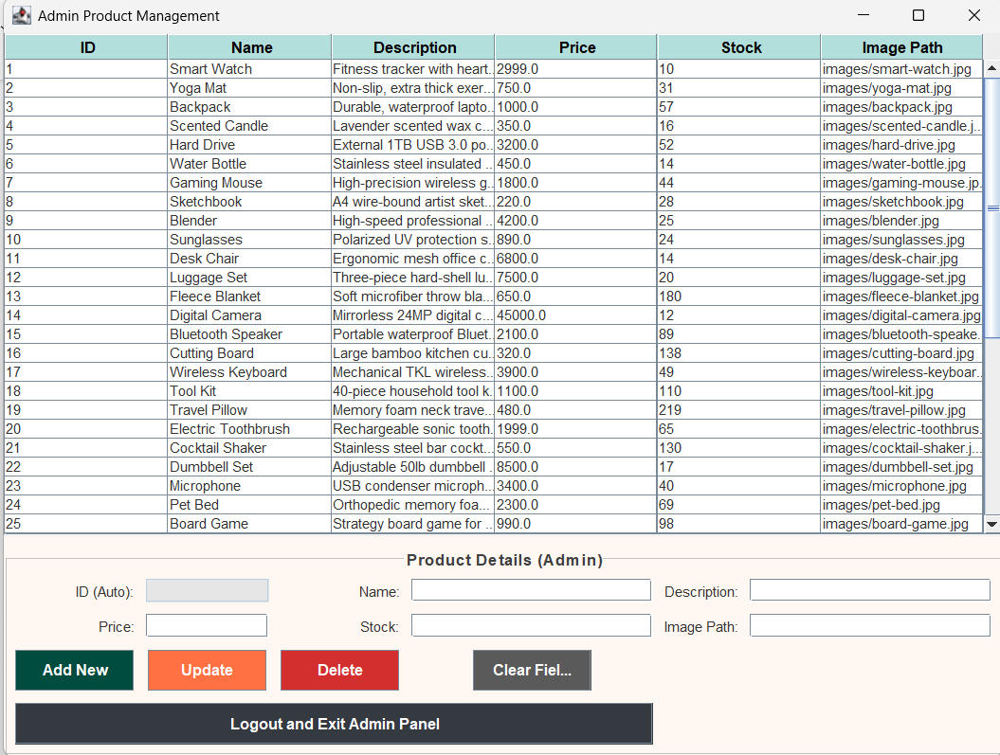 Admin Product Management
ID Name Description Price Stock Image Path
1 Smart Watch Fitness tracker with heart... 2999.0 10 images/smart-watch.jpg
2 Yoga Mat Non-slip, extra thick exer... 750.0 31 images/yoga-mat.jpg
3 Backpack Durable, waterproof lapto... 1000.0 57 images/backpack.jpg
4 Scented Candle Lavender scented wax c... 350.0 16 images/scented-candle.j...
5 Hard Drive External 1TB USB 3.0 po... 3200.0 52 images/hard-drive.jpg
6 Water Bottle Stainless steel insulated ... 450.0 14 images/water-bottle.jpg
7 Gaming Mouse High-precision wireless g... 1800.0 44 images/gaming-mouse.jp...
8 Sketchbook A4 wire-bound artist sket... 220.0 28 images/sketchbook.jpg
9 Blender High-speed professional ... 4200.0 25 images/blender.jpg
10 Sunglasses Polarized UV protection s... 890.0 24 images/sunglasses.jpg
11 Desk Chair Ergonomic mesh office c... 6800.0 14 images/desk-chair.jpg
12 Luggage Set Three-piece hard-shell lu... 7500.0 20 images/luggage-set.jpg
13 Fleece Blanket Soft microfiber throw bla... 650.0 180 images/fleece-blanket.jpg
14 Digital Camera Mirrorless 24MP digital c... 45000.0 12 images/digital-camera.jpg
15 Bluetooth Speaker Portable waterproof Bluet... 2100.0 89 images/bluetooth-speake...
16 Cutting Board Large bamboo kitchen cu... 320.0 138 images/cutting-board.jpg
17 Wireless Keyboard Mechanical TKL wireless... 3900.0 49 images/wireless-keyboar...
18 Tool Kit 40-piece household tool k... 1100.0 110 images/tool-kit.jpg
19 Travel Pillow Memory foam neck trave... 480.0 219 images/travel-pillow.jpg
20 Electric Toothbrush Rechargeable sonic tooth... 1999.0 65 images/electric-toothbrus...
21 Cocktail Shaker Stainless steel bar cockt... 550.0 130 images/cocktail-shaker.j...
22 Dumbbell Set Adjustable 50lb dumbbell ... 8500.0 17 images/dumbbell-set.jpg
23 Microphone USB condenser microph... 3400.0 40 images/microphone.jpg
24 Pet Bed Orthopedic memory foa... 2300.0 69 images/pet-bed.jpg
25 Board Game Strategy board game for ... 990.0 98 images/board-game.jpg
Product Details (Admin)
ID (Auto): Name: Description:
Price: Stock: Image Path:
Add New Update Delete Clear Fiel...
Logout and Exit Admin Panel